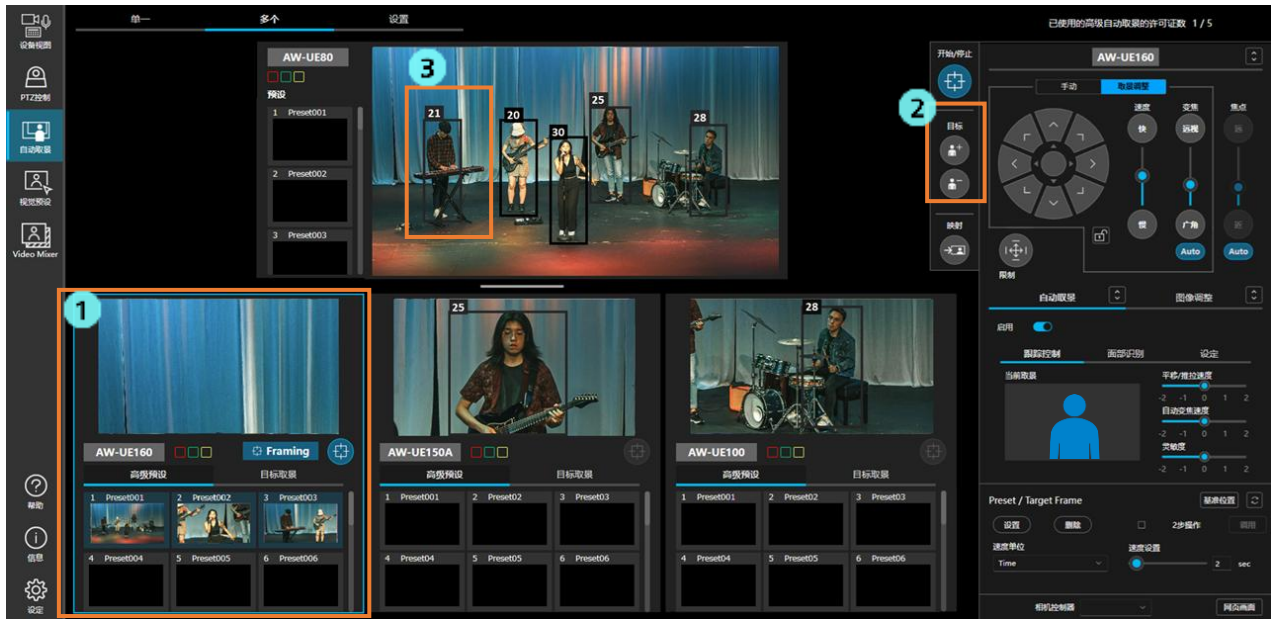 单一
多个
设置
已使用的高级自动取景的许可证数 1 / 5
设备视图
PTZ控制
自动取景
视觉预设
Video Mixer
帮助
信息
设定
AW-UE80
预设
1 Preset001
2 Preset002
3 Preset003
3
21
20
30
25
28
开始/停止
2
目标
映射
AW-UE160
手动
取景调整
速度
变焦
焦点
快
远视
远
慢
广角
近
Auto
Auto
限制
自动取景
图像调整
启用
跟踪控制
面部识别
设定
当前取景
平移/推拉速度
-2 -1 0 1 2
自动变焦速度
-2 -1 0 1 2
灵敏度
-2 -1 0 1 2
Preset / Target Frame
基准位置
设置
删除
2步操作
调用
速度单位
速度设置
Time
2 sec
相机控制器
网页画面
1
AW-UE160
Framing
高级预设
目标取景
1 Preset001
2 Preset002
3 Preset003
4 Preset004
5 Preset005
6 Preset006
25
AW-UE150A
高级预设
目标取景
1 Preset001
2 Preset02
3 Preset03
4 Preset04
5 Preset05
6 Preset06
28
AW-UE100
高级预设
目标取景
1 Preset001
2 Preset02
3 Preset03
4 Preset04
5 Preset05
6 Preset06